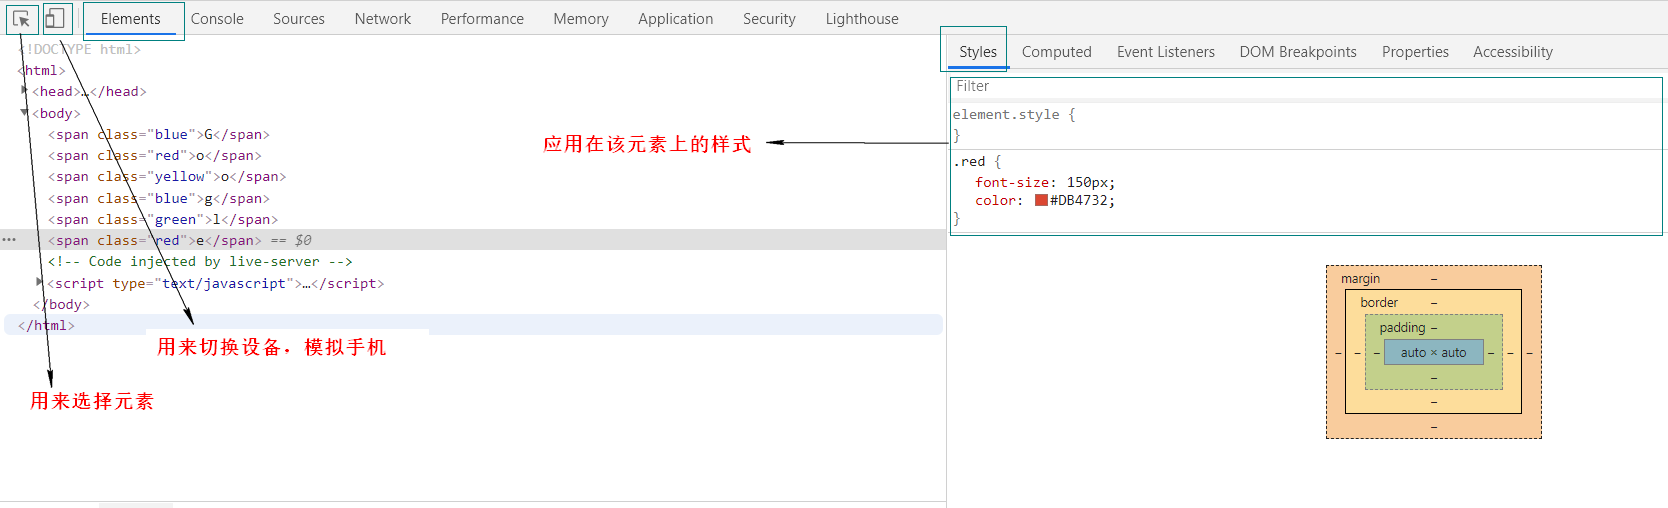 Elements Console Sources Network Performance Memory Application Security Lighthouse
<!DOCTYPE html>
<html>
<head>…</head>
<body>
<span class="blue">G</span>
<span class="red">o</span>
<span class="yellow">o</span>
<span class="blue">g</span>
<span class="green">l</span>
<span class="red">e</span> == $0
<!-- Code injected by live-server -->
<script type="text/javascript">…</script>
</body>
</html>
用来切换设备. 模拟手机
用来选择元素
应用在该元素上的样式
Styles Computed Event Listeners DOM Breakpoints Properties Accessibility
Filter
element.style {
}
.red {
font-size: 150px;
color: #DB4732;
}
margin –
border –
padding –
– – – auto × auto – – –
–
–
–